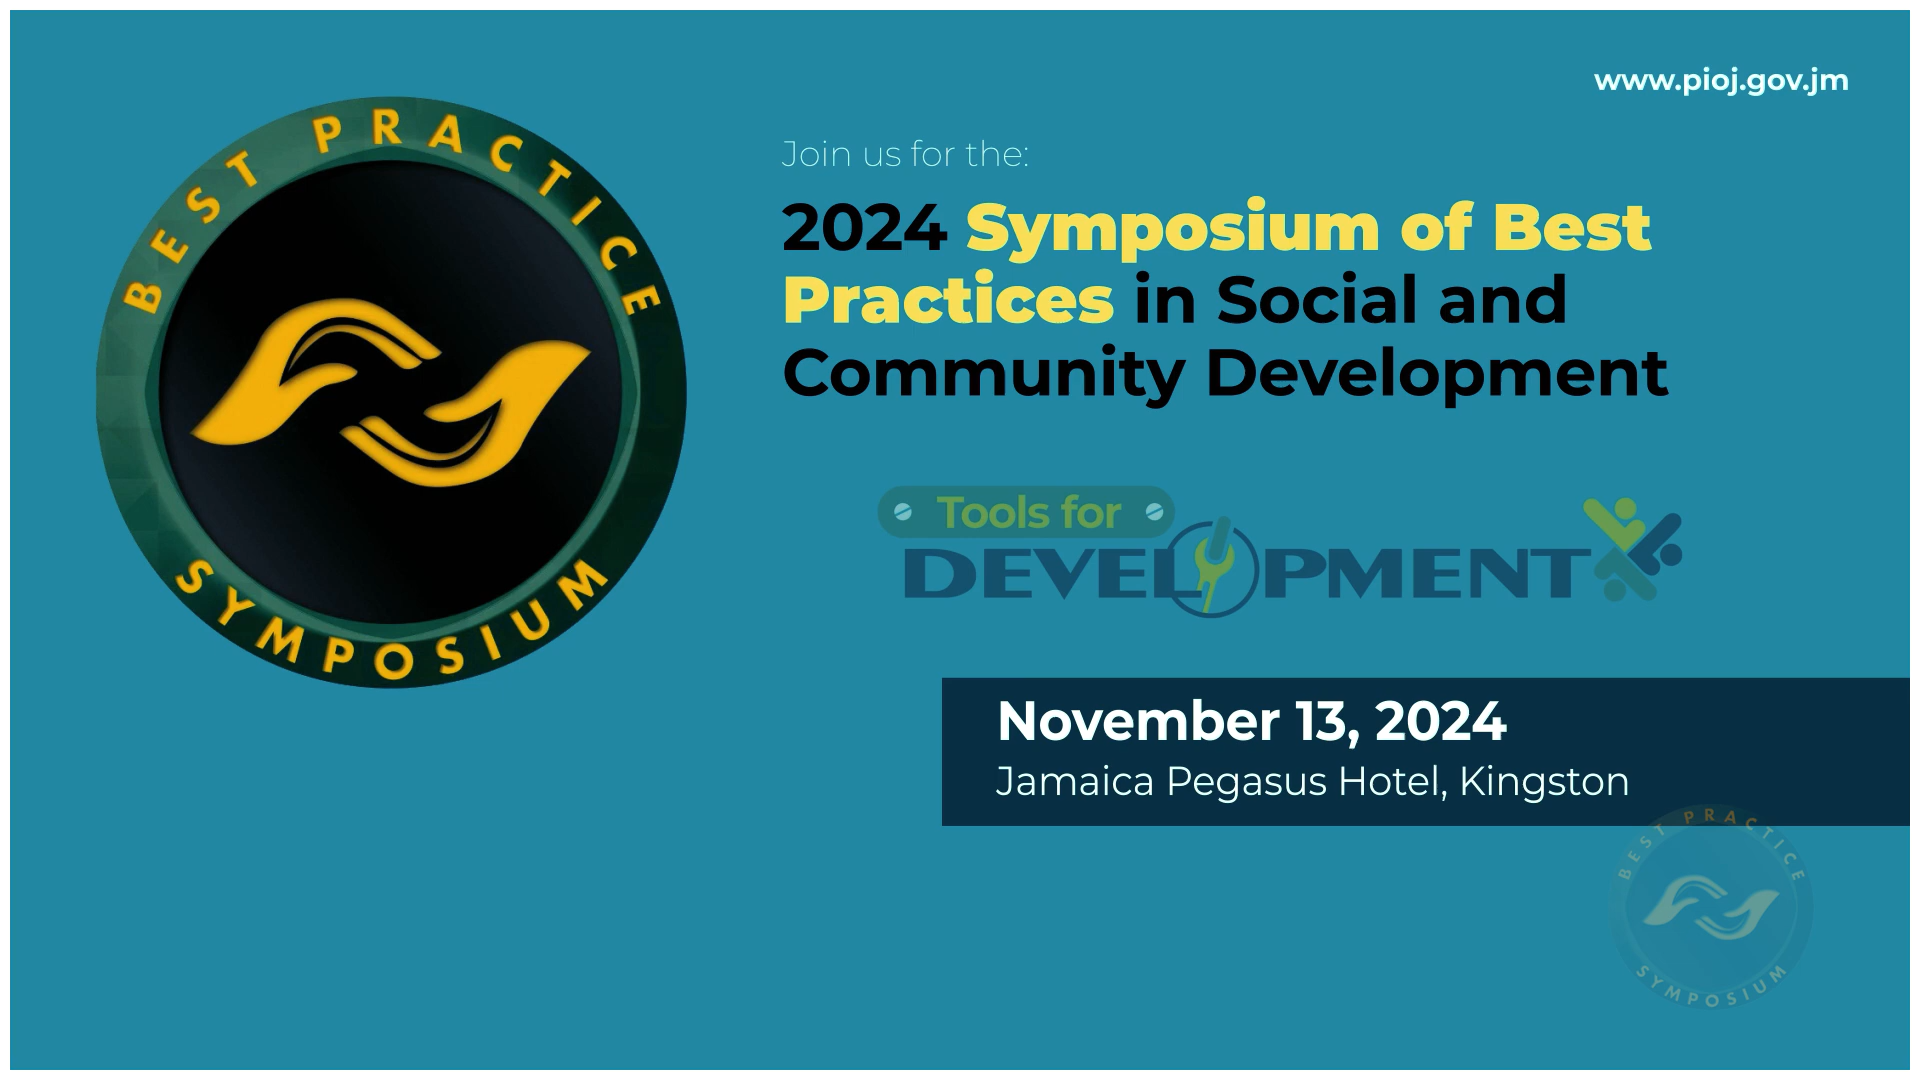 www.pioj.gov.jm
BEST PRACTICE
SYMPOSIUM
Join us for the:
2024 Symposium of Best
Practices in Social and
Community Development
Tools for
DEVELOPMENT
November 13, 2024
Jamaica Pegasus Hotel, Kingston
BEST PRACTICE
SYMPOSIUM